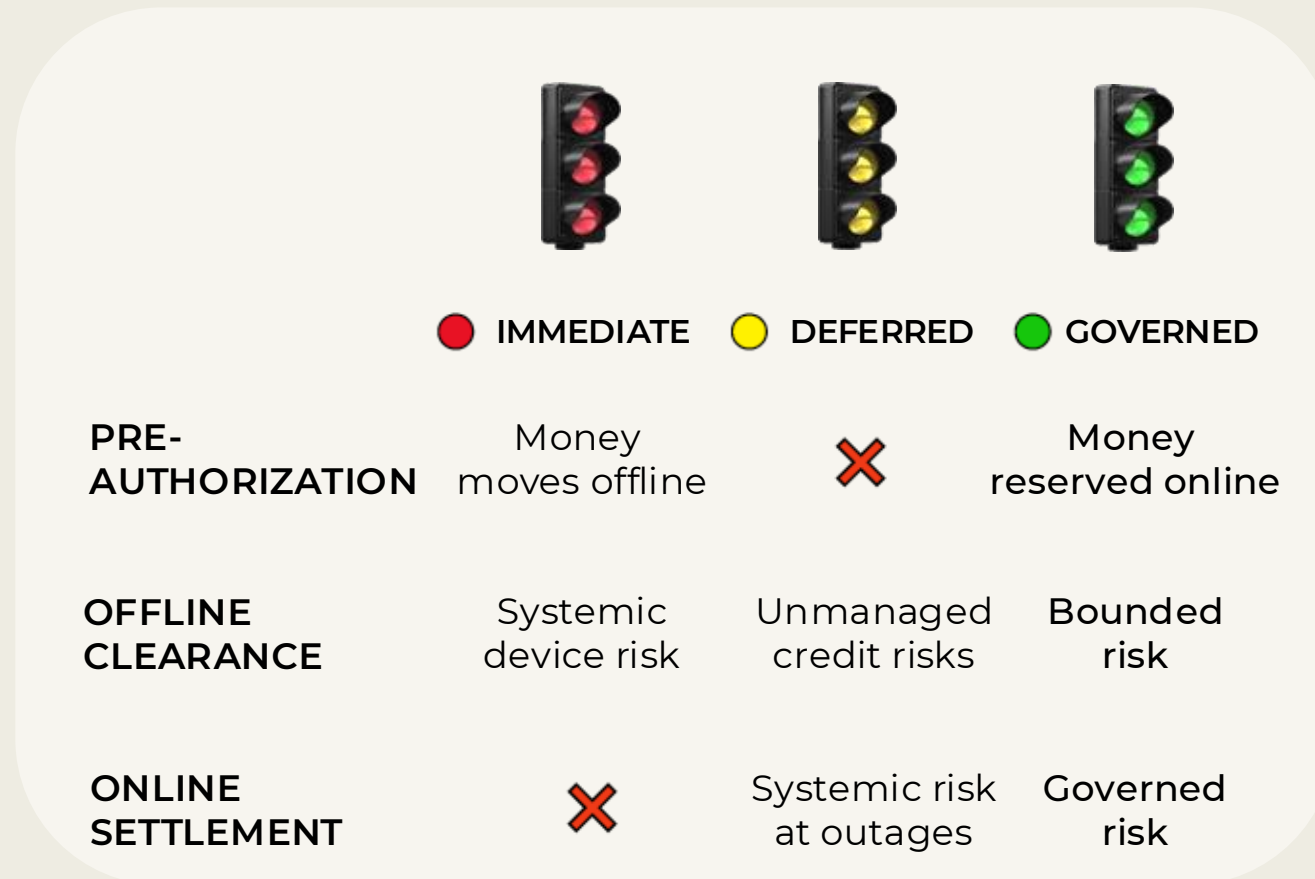 IMMEDIATE DEFERRED GOVERNED
PRE-
AUTHORIZATION
Money
moves offline
Money
reserved online
OFFLINE
CLEARANCE
Systemic
device risk
Unmanaged
credit risks
Bounded
risk
ONLINE
SETTLEMENT
Systemic risk
at outages
Governed
risk